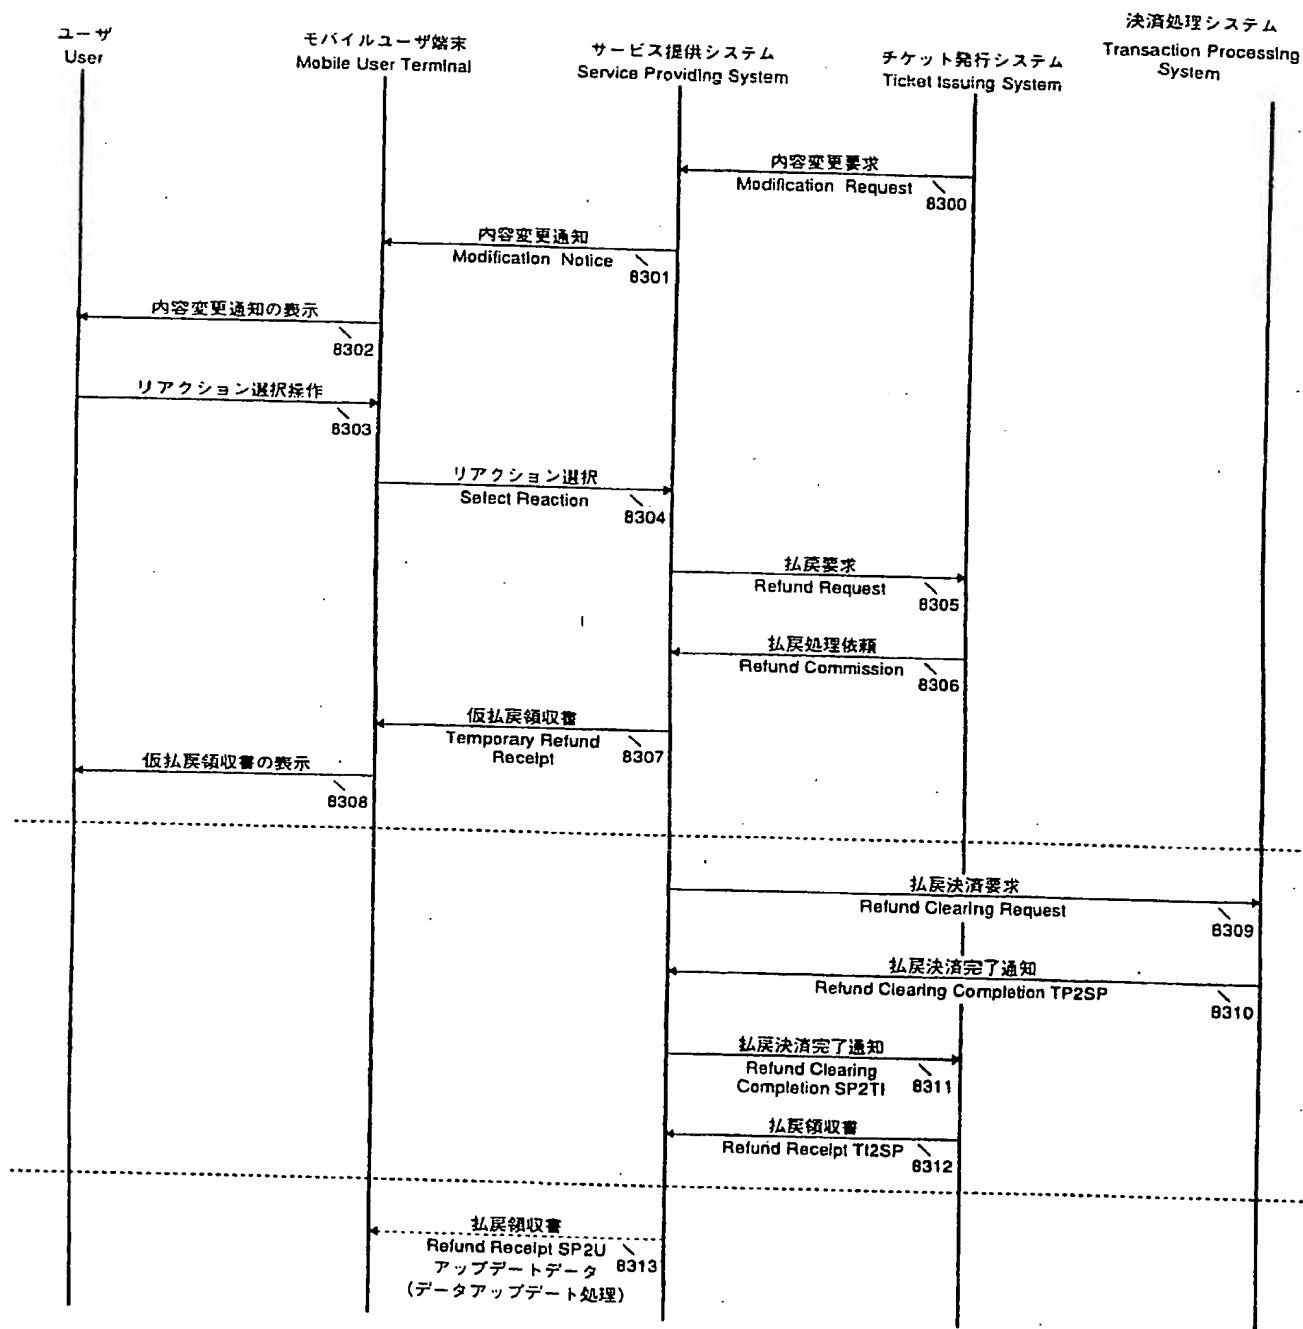 ユーザ
User
モバイルユーザ端末
Mobile User Terminal
サービス提供システム
Service Providing System
チケット発行システム
Ticket Issuing System
決済処理システム
Transaction Processing
System
内容変更要求
Modification Request
8300
内容変更通知
Modification Notice
8301
内容変更通知の表示
8302
リアクション選択操作
8303
リアクション選択
Select Reaction
8304
払戻要求
Refund Request
8305
払戻処理依頼
Refund Commission
8306
仮払戻領収書
Temporary Refund
Receipt
8307
仮払戻領収書の表示
8308
払戻決済要求
Refund Clearing Request
8309
払戻決済完了通知
Refund Clearing Completion TP2SP
8310
払戻決済完了通知
Refund Clearing
Completion SP2TI
8311
払戻領収書
Refund Receipt TI2SP
8312
払戻領収書
Refund Receipt SP2U
8313
アップデートデータ
(データアップデート処理)